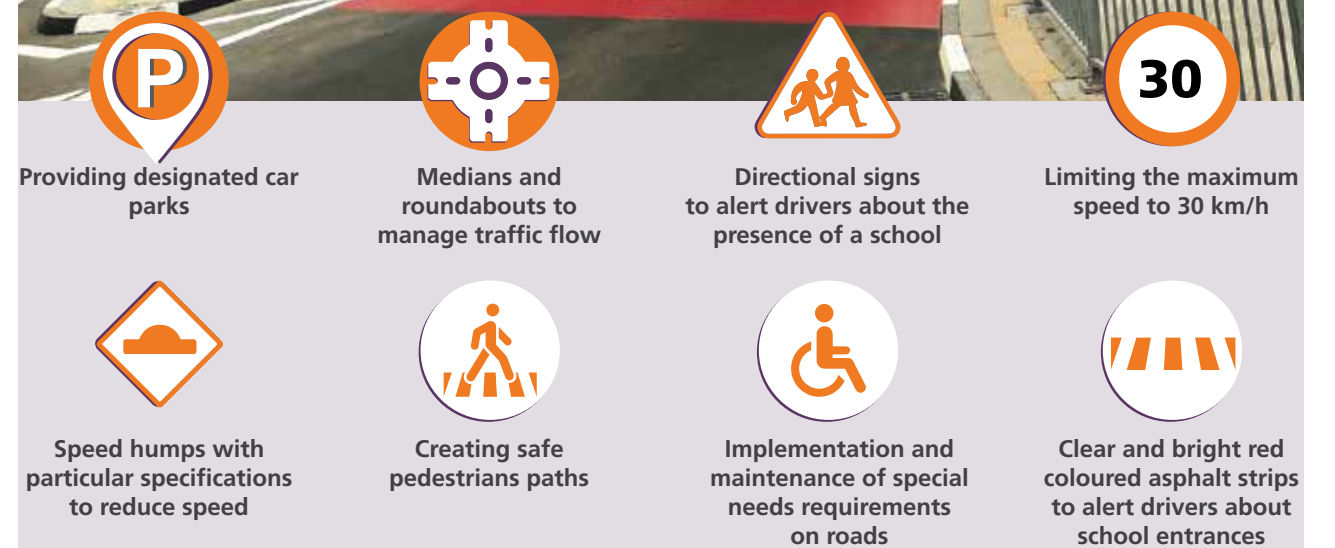 P
30
Providing designated car
parks
Medians and
roundabouts to
manage traffic flow
Directional signs
to alert drivers about the
presence of a school
Limiting the maximum
speed to 30 km/h
Speed humps with
particular specifications
to reduce speed
Creating safe
pedestrians paths
Implementation and
maintenance of special
needs requirements
on roads
Clear and bright red
coloured asphalt strips
to alert drivers about
school entrances